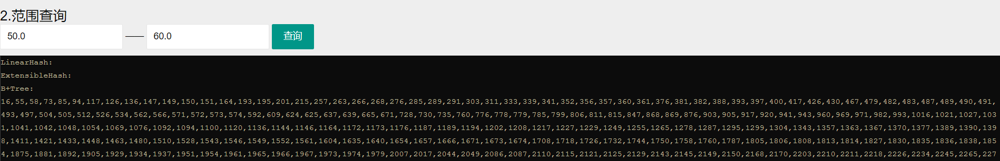 2.范围查询
50.0 —— 60.0 查询
LinearHash:
ExtensibleHash:
B+Tree:
16,55,58,73,85,94,117,126,136,147,149,150,151,164,193,195,201,215,257,263,266,268,276,285,289,291,303,311,333,339,341,352,356,357,360,361,376,381,382,388,393,397,400,417,426,430,467,479,482,483,487,489,490,491,
493,497,504,505,512,526,534,562,566,571,572,573,574,592,609,624,625,637,639,665,671,728,730,735,760,776,778,779,785,799,806,811,815,847,868,869,876,903,905,917,920,941,943,960,969,971,982,993,1016,1021,1027,103
1,1041,1042,1048,1054,1069,1076,1092,1094,1100,1120,1136,1144,1146,1164,1172,1173,1176,1187,1189,1194,1202,1208,1217,1227,1229,1249,1255,1265,1278,1287,1295,1299,1304,1343,1357,1363,1367,1370,1377,1389,1390,139
8,1411,1421,1433,1448,1463,1480,1510,1528,1543,1546,1549,1552,1561,1604,1635,1640,1654,1657,1666,1671,1673,1674,1708,1718,1726,1732,1744,1750,1758,1760,1787,1805,1806,1808,1813,1814,1827,1830,1835,1836,1838,185
4,1875,1881,1892,1905,1929,1934,1937,1951,1954,1961,1965,1966,1967,1973,1974,1979,2007,2017,2044,2049,2086,2087,2110,2115,2121,2125,2129,2143,2145,2149,2150,2168,2170,2203,2210,2211,2218,2226,2234,2245,2265,227